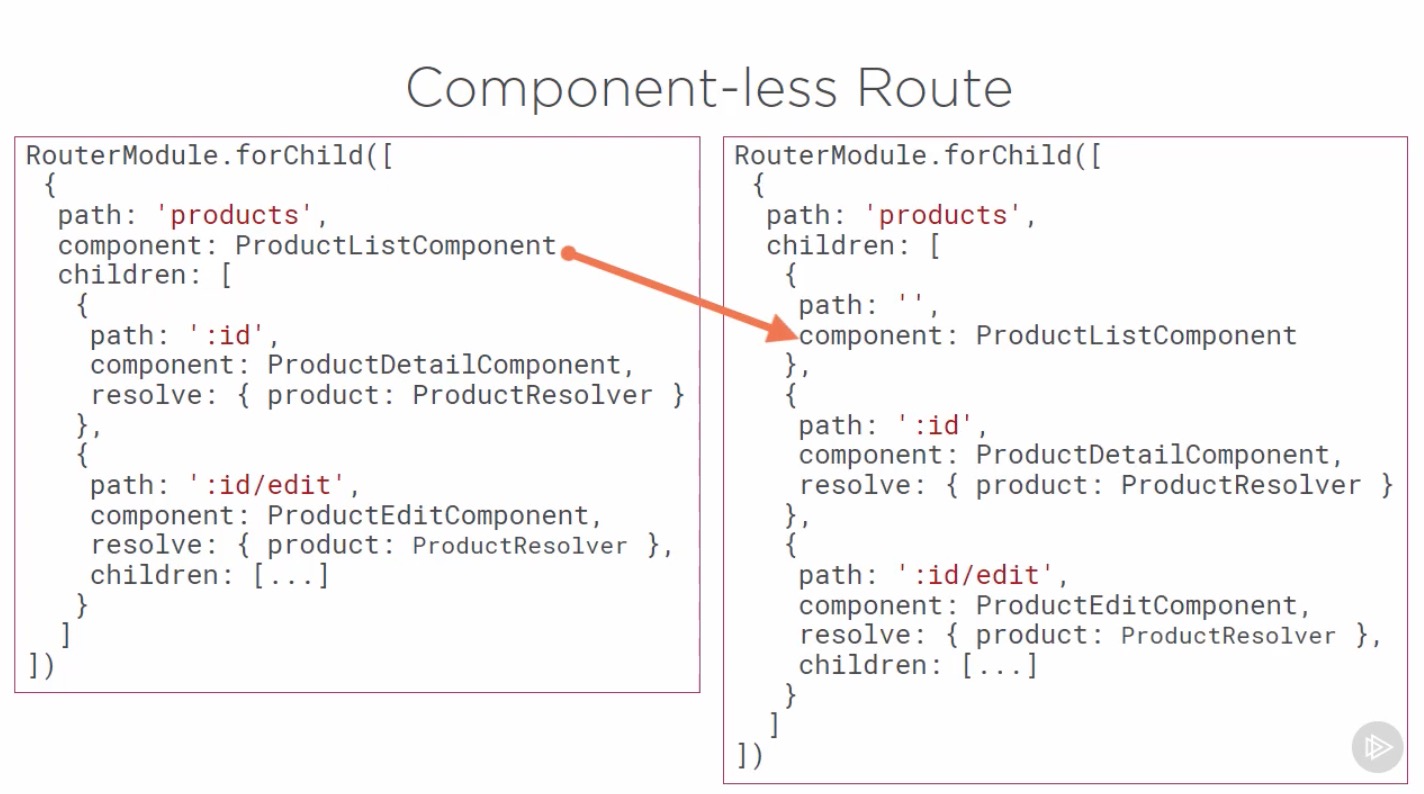 Component-less Route
RouterModule.forChild([
{
path: 'products',
component: ProductListComponent
children: [
{
path: ':id',
component: ProductDetailComponent,
resolve: { product: ProductResolver }
},
{
path: ':id/edit',
component: ProductEditComponent,
resolve: { product: ProductResolver },
children: [...]
}
]
])
RouterModule.forChild([
{
path: 'products',
children: [
{
path: '',
component: ProductListComponent
},
{
path: ':id',
component: ProductDetailComponent,
resolve: { product: ProductResolver }
},
{
path: ':id/edit',
component: ProductEditComponent,
resolve: { product: ProductResolver },
children: [...]
}
]
])